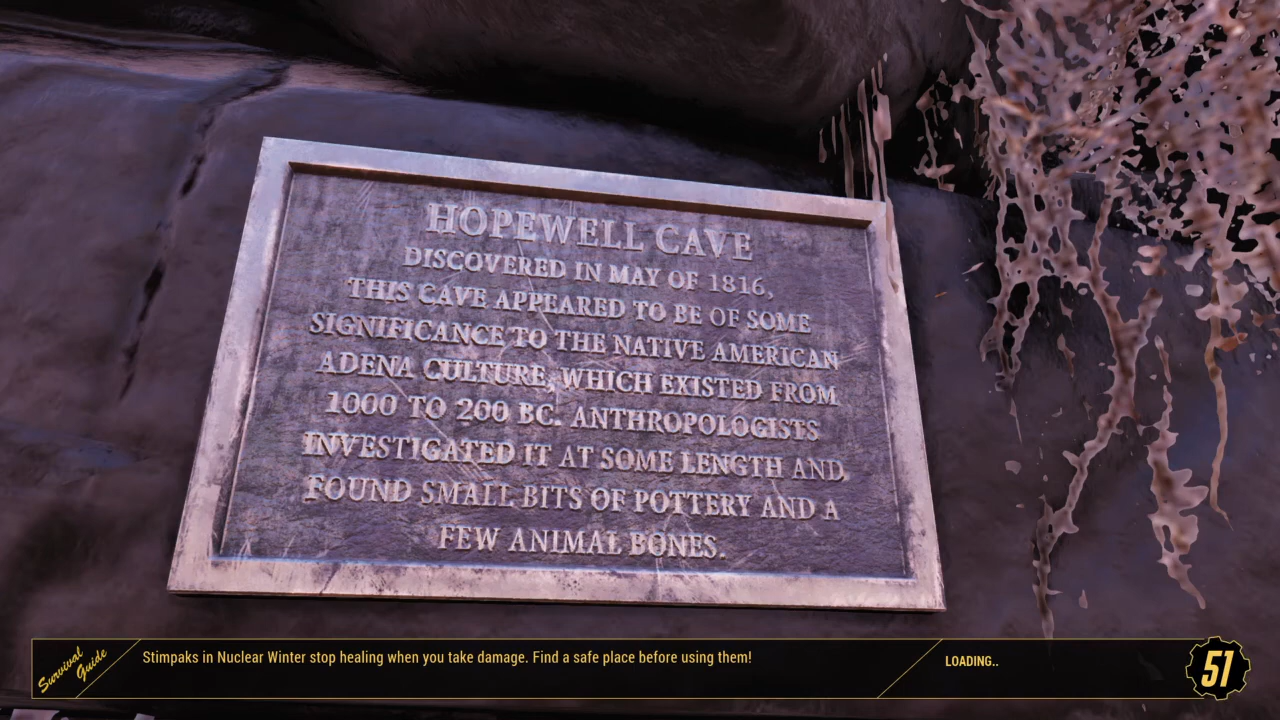 HOPEWELL CAVE
DISCOVERED IN MAY OF 1816,
THIS CAVE APPEARED TO BE OF SOME
SIGNIFICANCE TO THE NATIVE AMERICAN
ADENA CULTURE, WHICH EXISTED FROM
1000 TO 200 BC. ANTHROPOLOGISTS
INVESTIGATED IT AT SOME LENGTH AND,
FOUND SMALL BITS OF POTTERY AND A
FEW ANIMAL BONES.
Survival
Guide
Stimpaks in Nuclear Winter stop healing when you take damage. Find a safe place before using them!
LOADING..
51